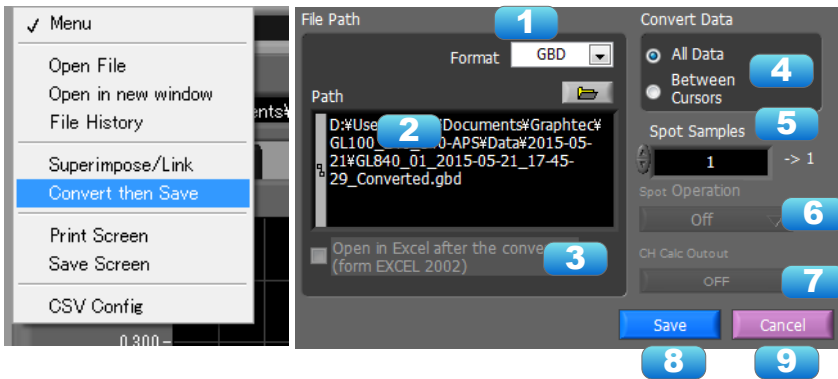 ✓ Menu
Open File
Open in new window
File History
ents¥
Superimpose/Link
Convert then Save
Print Screen
Save Screen
CSV Config
0.300
File Path
1
Format GBD
Path
2
D:¥Use ¥Documents¥Graphtec¥
GL100_ 0-APS¥Data¥2015-05-
21¥GL840_01_2015-05-21_17-45-
29_Converted.gbd
Open in Excel after the conve
(form EXCEL 2002)
3
Convert Data
All Data
Between
Cursors
4
Spot Samples
5
1 -> 1
Spot Operation
Off
6
CH Calc Outout
OFF
7
Save
Cancel
8
9